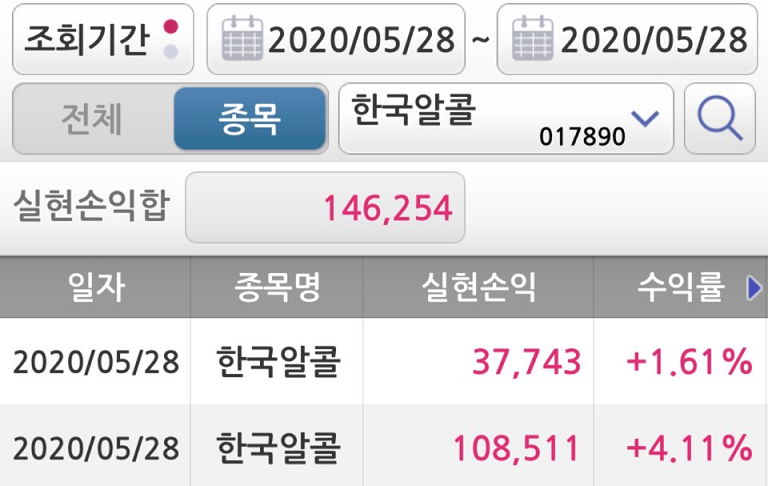 조회기간 2020/05/28 ~ 2020/05/28
전체 종목 한국알콜 017890
실현손익합 146,254
일자 종목명 실현손익 수익률
2020/05/28 한국알콜 37,743 +1.61%
2020/05/28 한국알콜 108,511 +4.11%